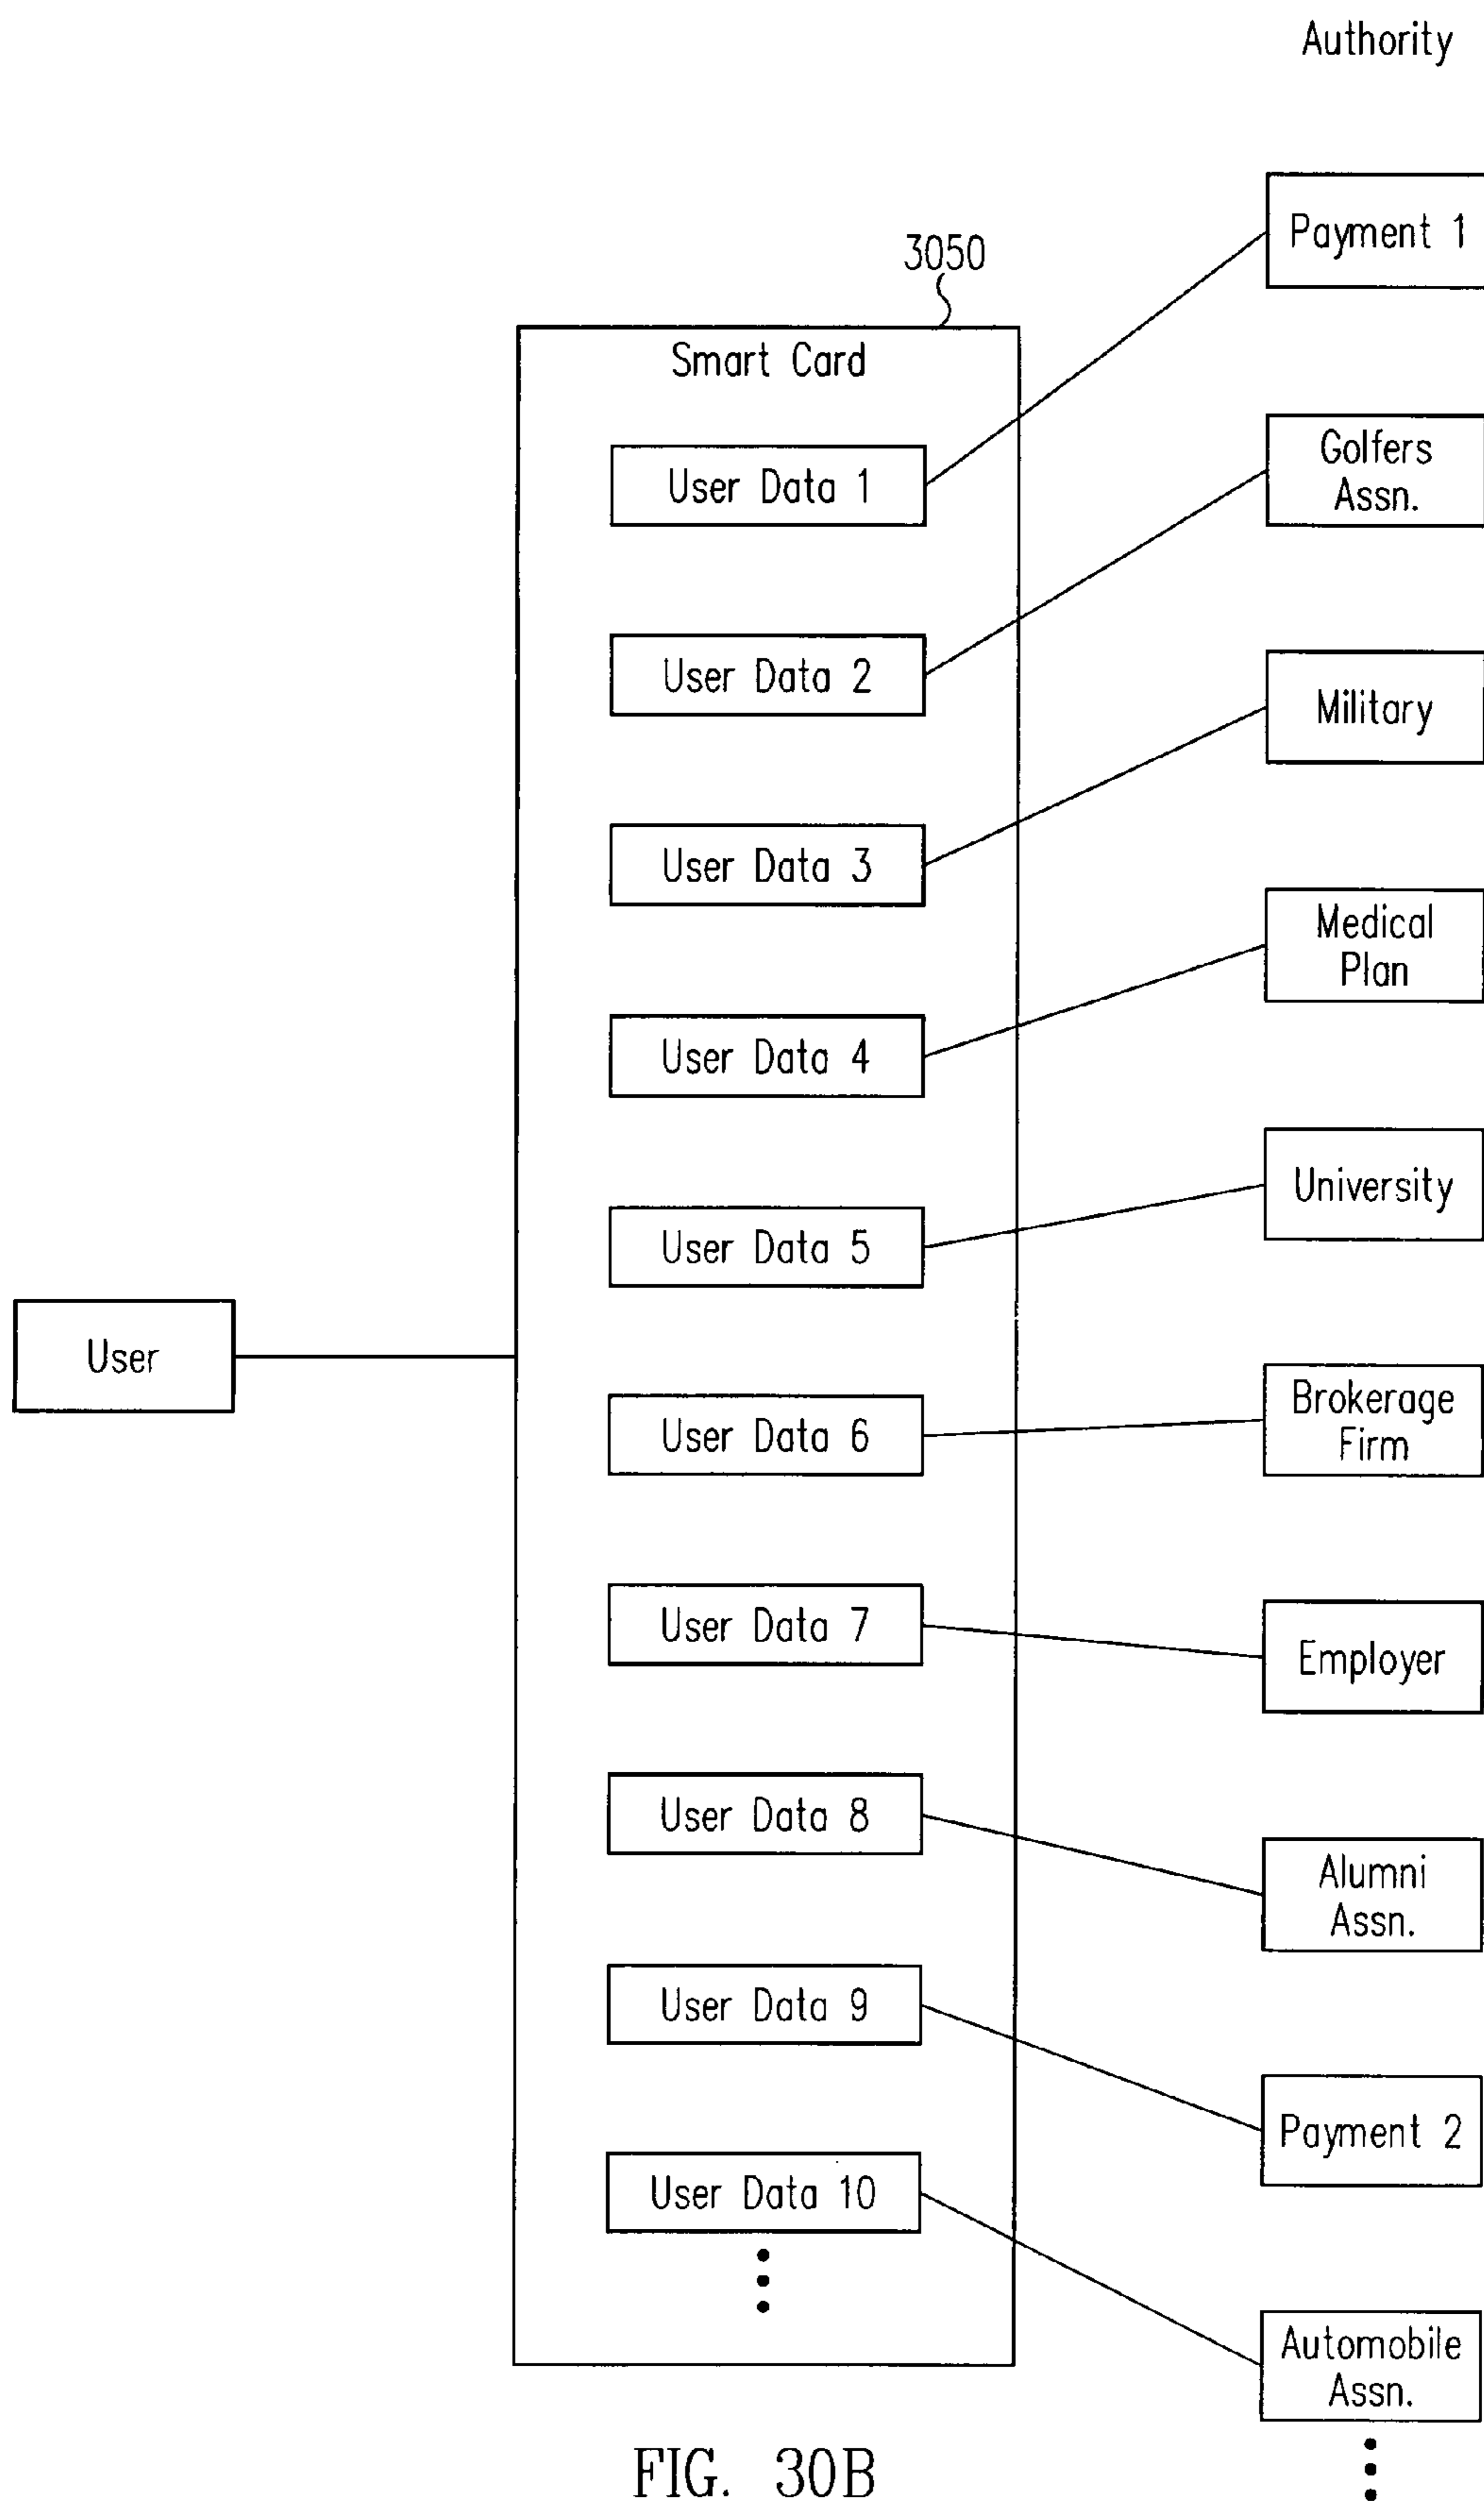 Authority
Payment 1
3050
Smart Card
Golfers
Assn.
User Data 1
User Data 2
Military
User Data 3
Medical
Plan
User Data 4
University
User Data 5
User
Brokerage
Firm
User Data 6
User Data 7
Employer
User Data 8
Alumni
Assn.
User Data 9
Payment 2
User Data 10
Automobile
Assn.
FIG. 30B